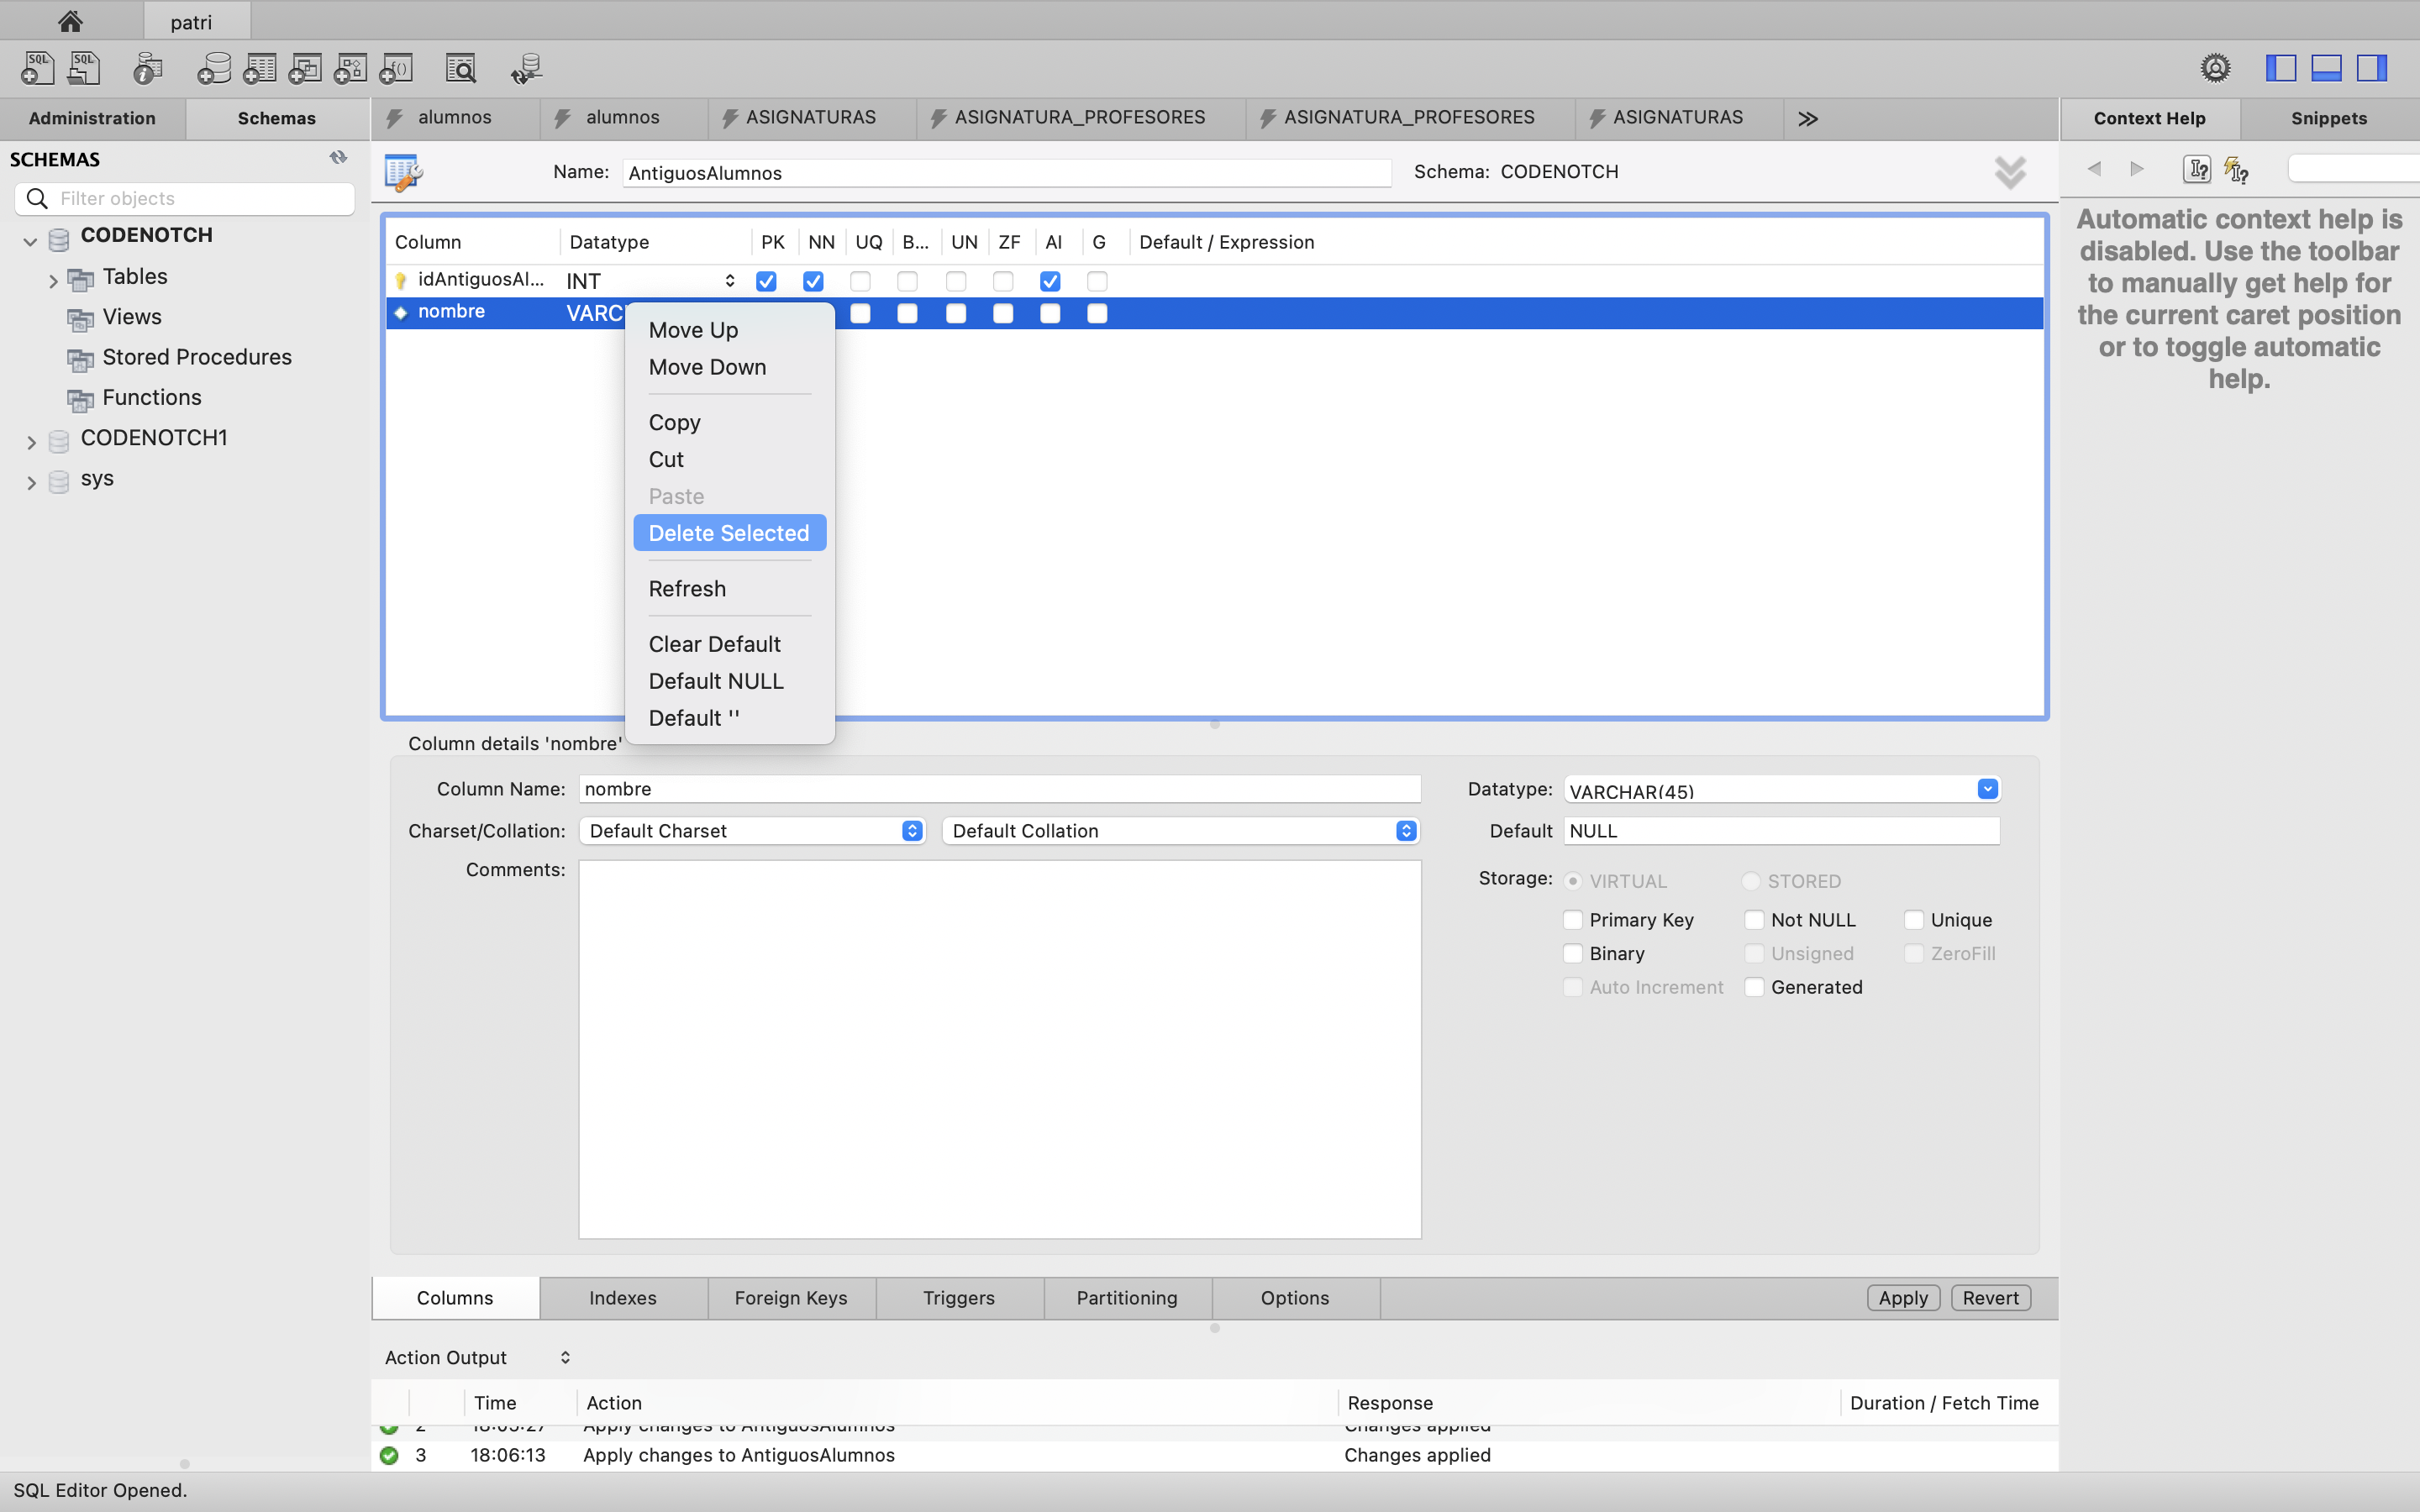 patri
SQL
SQL
Administration
Schemas
alumnos
alumnos
ASIGNATURAS
ASIGNATURA_PROFESORES
ASIGNATURA_PROFESORES
ASIGNATURAS
Context Help
Snippets
SCHEMAS
Filter objects
CODENOTCH
Tables
Views
Stored Procedures
Functions
CODENOTCH1
sys
Name: AntiguosAlumnos
Schema: CODENOTCH
Column Datatype PK NN UQ B... UN ZF AI G Default / Expression
idAntiguosAl... INT
nombre VARC
Move Up
Move Down
Copy
Cut
Paste
Delete Selected
Refresh
Clear Default
Default NULL
Default ''
Column details 'nombre'
Column Name: nombre
Datatype: VARCHAR(45)
Charset/Collation: Default Charset Default Collation
Default NULL
Comments:
Storage: VIRTUAL STORED
Primary Key Not NULL Unique
Binary Unsigned ZeroFill
Auto Increment Generated
Columns Indexes Foreign Keys Triggers Partitioning Options Apply Revert
Action Output
Time Action Response Duration / Fetch Time
2 18:05:27 Apply changes to AntiguosAlumnos Changes applied
3 18:06:13 Apply changes to AntiguosAlumnos Changes applied
SQL Editor Opened.
Automatic context help is
disabled. Use the toolbar
to manually get help for
the current caret position
or to toggle automatic
help.